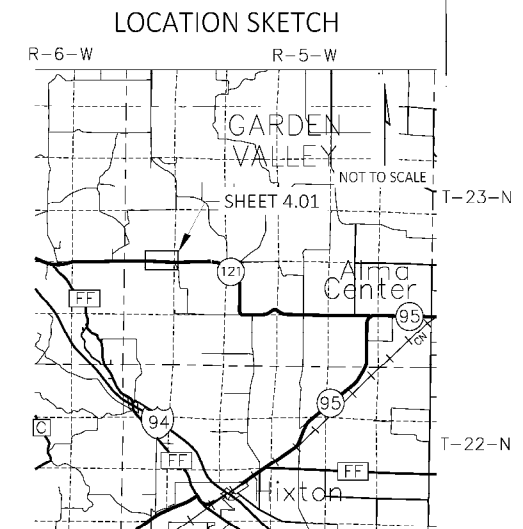 LOCATION SKETCH
R-6-W R-5-W
GARDEN
VALLEY
NOT TO SCALE
T-23-N
SHEET 4.01
121
Alma
Center
FF
95
CN
95
94
C
FF
T-22-N
FF
Hixton